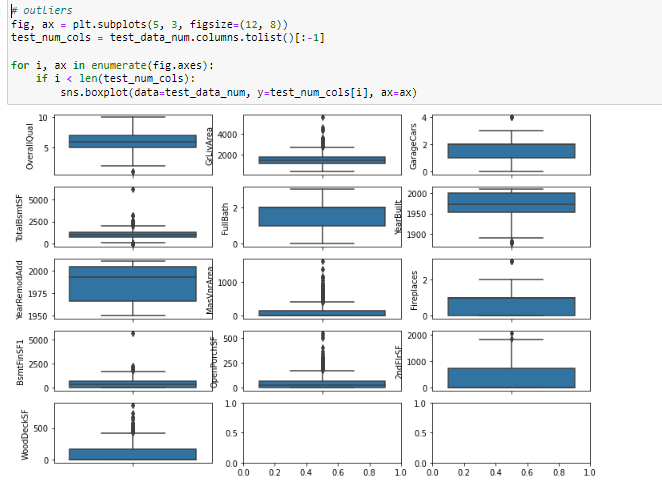 # outliers
fig, ax = plt.subplots(5, 3, figsize=(12, 8))
test_num_cols = test_data_num.columns.tolist()[:-1]
for i, ax in enumerate(fig.axes):
if i < len(test_num_cols):
sns.boxplot(data=test_data_num, y=test_num_cols[i], ax=ax)
OverallQual
10
5
GrLivArea
4000
2000
GarageCars
4
2
0
TotalBsmtSF
5000
2500
0
FullBath
2
0
YearBuilt
2000
1950
1900
YearRemodAdd
2000
1975
1950
MasVnrArea
1000
0
Fireplaces
2
0
BsmtFinSF1
5000
2500
0
OpenPorchSF
500
250
0
2ndFlrSF
2000
1000
0
WoodDeckSF
500
0
1.0
0.5
0.0
0.0 0.2 0.4 0.6 0.8 1.0
1.0
0.5
0.0
0.0 0.2 0.4 0.6 0.8 1.0